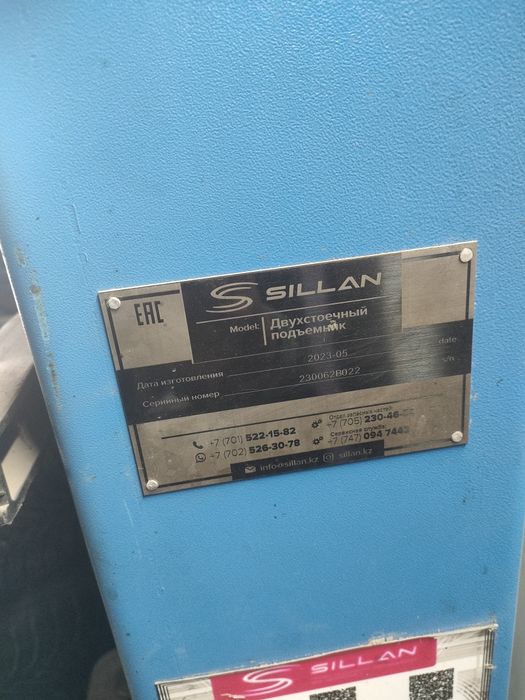 EAC
SILLAN
Model: Двухстоечный
подъемник
Дата изготовления 2023-05 date
Серийный номер 230062B022 s/n
+7 (701) 522-15-82
+7 (702) 526-30-78
Отдел запасных частей:
+7 (705) 230-46-
Сервисная служба:
+7 (747) 094 744
info@sillan.kz sillan.kz
SILLAN